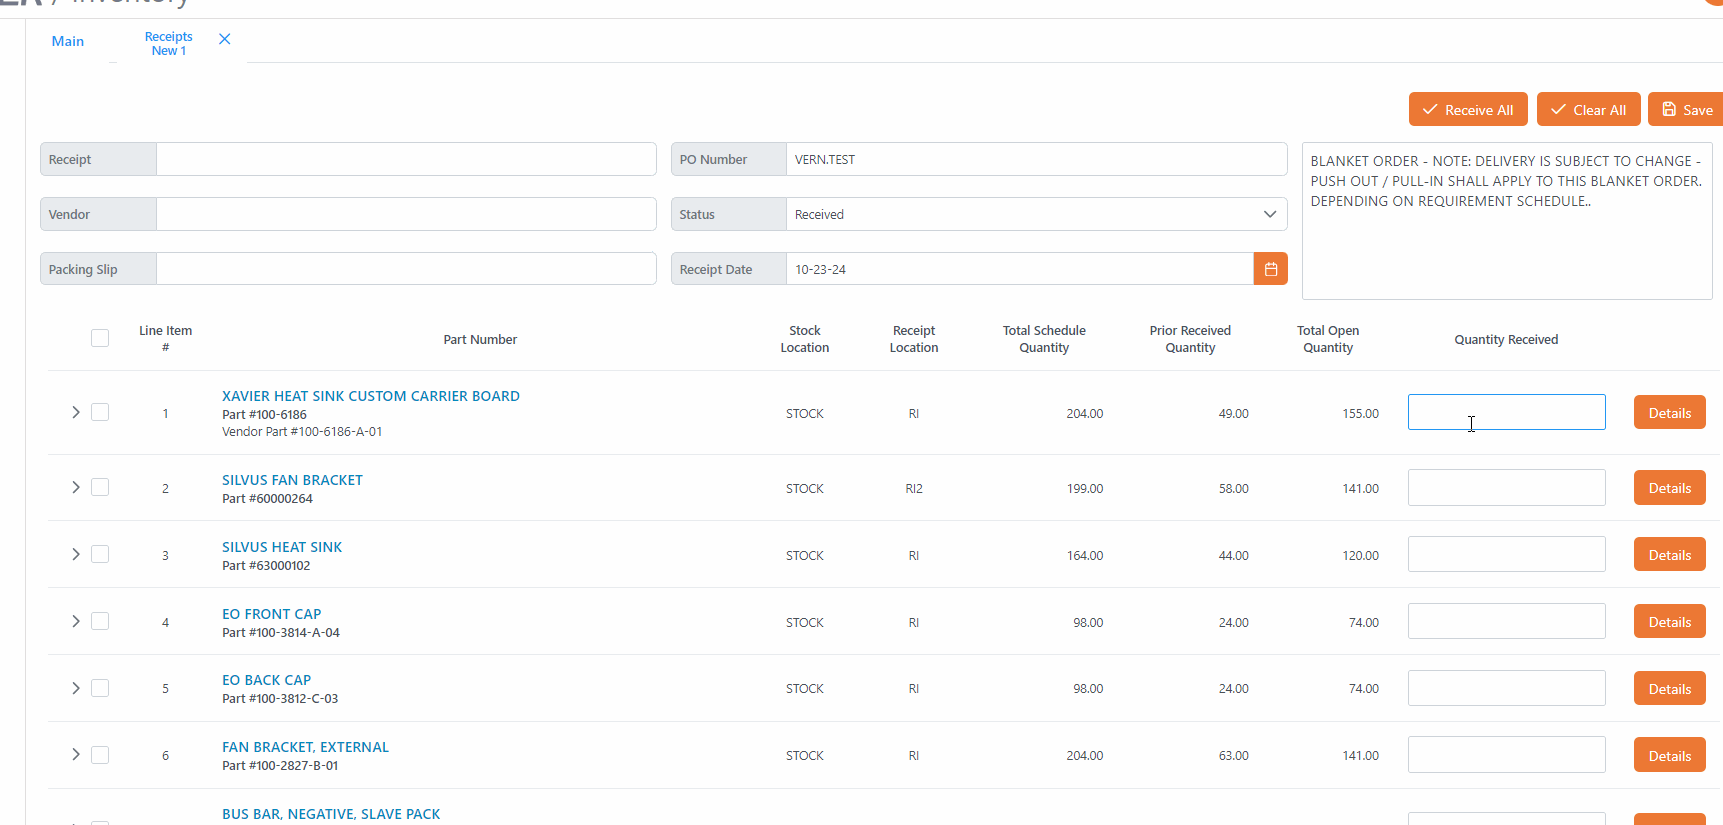 Inventory
Main
Receipts
New 1
Receive All
Clear All
Save
Receipt
PO Number
VERN.TEST
BLANKET ORDER - NOTE: DELIVERY IS SUBJECT TO CHANGE -
PUSH OUT / PULL-IN SHALL APPLY TO THIS BLANKET ORDER.
DEPENDING ON REQUIREMENT SCHEDULE..
Vendor
Status
Received
Packing Slip
Receipt Date
10-23-24
Line Item
#
Part Number
Stock
Location
Receipt
Location
Total Schedule
Quantity
Prior Received
Quantity
Total Open
Quantity
Quantity Received
XAVIER HEAT SINK CUSTOM CARRIER BOARD
1 Part #100-6186 STOCK RI 204.00 49.00 155.00 Details
Vendor Part #100-6186-A-01
SILVUS FAN BRACKET
2 STOCK RI2 199.00 58.00 141.00 Details
Part #60000264
SILVUS HEAT SINK
3 STOCK RI 164.00 44.00 120.00 Details
Part #63000102
EO FRONT CAP
4 STOCK RI 98.00 24.00 74.00 Details
Part #100-3814-A-04
EO BACK CAP
5 STOCK RI 98.00 24.00 74.00 Details
Part #100-3812-C-03
FAN BRACKET, EXTERNAL
6 STOCK RI 204.00 63.00 141.00 Details
Part #100-2827-B-01
BUS BAR, NEGATIVE, SLAVE PACK